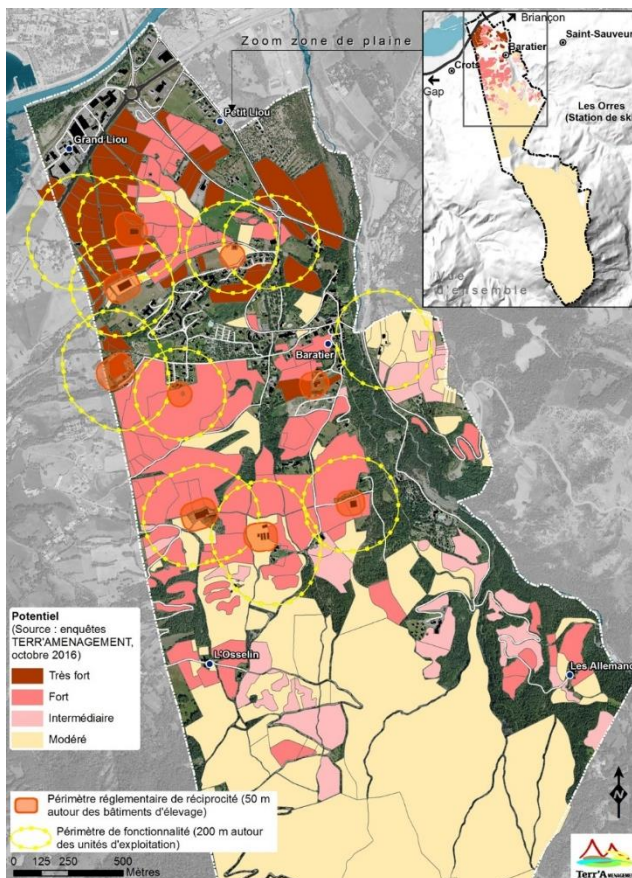 Zoom zone de plaine
Briançon
Saint-Sauveur
Baratier
Crots
Gap
Les Orres
(Station de ski
Vue
d'ensemble
Petit Liou
Grand Liou
Baratier
L'Osselin
Les Allemand
Potentiel
(Source : enquêtes
TERR'AMENAGEMENT,
octobre 2016)
Très fort
Fort
Intermédiaire
Modéré
Périmètre réglementaire de réciprocité (50 m
autour des bâtiments d'élevage)
Périmètre de fonctionnalité (200 m autour
des unités d'exploitation)
0 125 250 500
Mètres
N
Terr'AMENAGEMENT